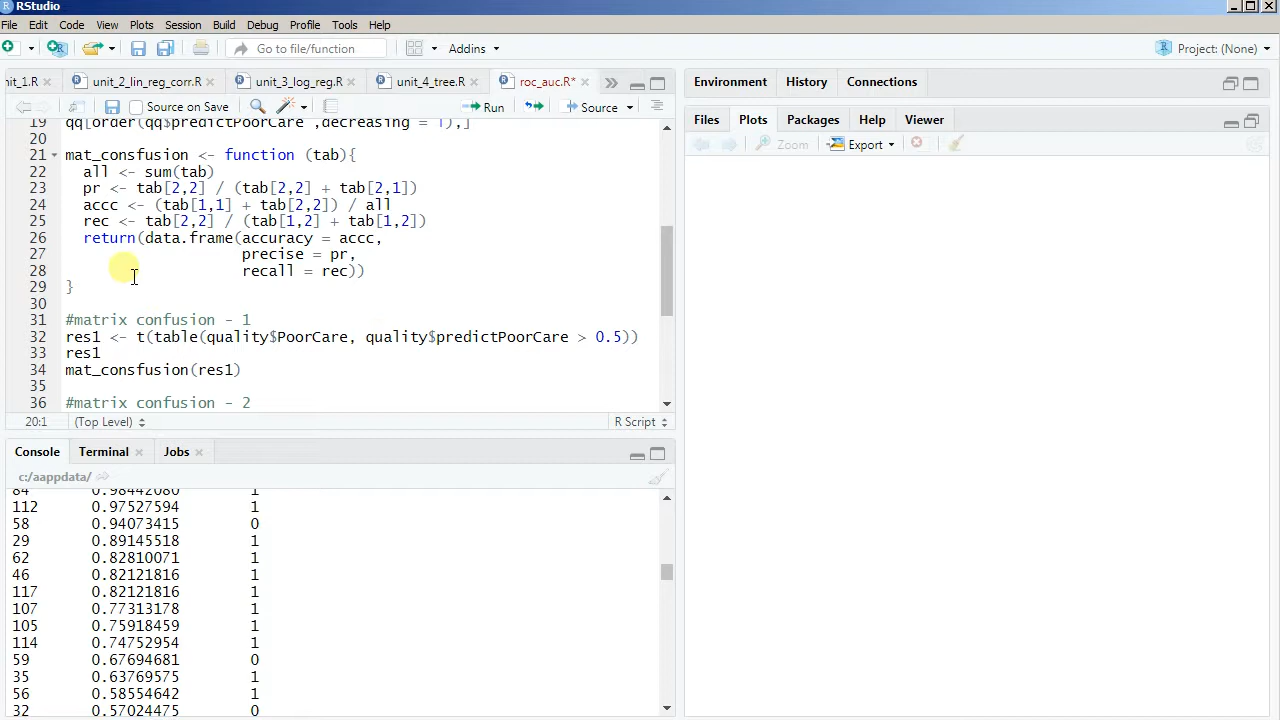 RStudio
File Edit Code View Plots Session Build Debug Profile Tools Help
Go to file/function Addins Project: (None)
nit_1.R unit_2_lin_reg_corr.R unit_3_log_reg.R unit_4_tree.R roc_auc.R*
Source on Save Run Source
19 qq[order(qq$predictPoorCare ,decreasing = T),]
20
21 mat_consfusion <- function (tab){
22 all <- sum(tab)
23 pr <- tab[2,2] / (tab[2,2] + tab[2,1])
24 accc <- (tab[1,1] + tab[2,2]) / all
25 rec <- tab[2,2] / (tab[1,2] + tab[1,2])
26 return(data.frame(accuracy = accc,
27 precise = pr,
28 recall = rec))
29 }
30
31 #matrix confusion - 1
32 res1 <- t(table(quality$PoorCare, quality$predictPoorCare > 0.5))
33 res1
34 mat_consfusion(res1)
35
36 #matrix confusion - 2
20:1 (Top Level) R Script
Console Terminal Jobs
c:/aappdata/
84 0.98442080 1
112 0.97527594 1
58 0.94073415 0
29 0.89145518 1
62 0.82810071 1
46 0.82121816 1
117 0.82121816 1
107 0.77313178 1
105 0.75918459 1
114 0.74752954 1
59 0.67694681 0
35 0.63769575 1
56 0.58554642 1
32 0.57024475 0
Environment History Connections
Files Plots Packages Help Viewer
Zoom Export